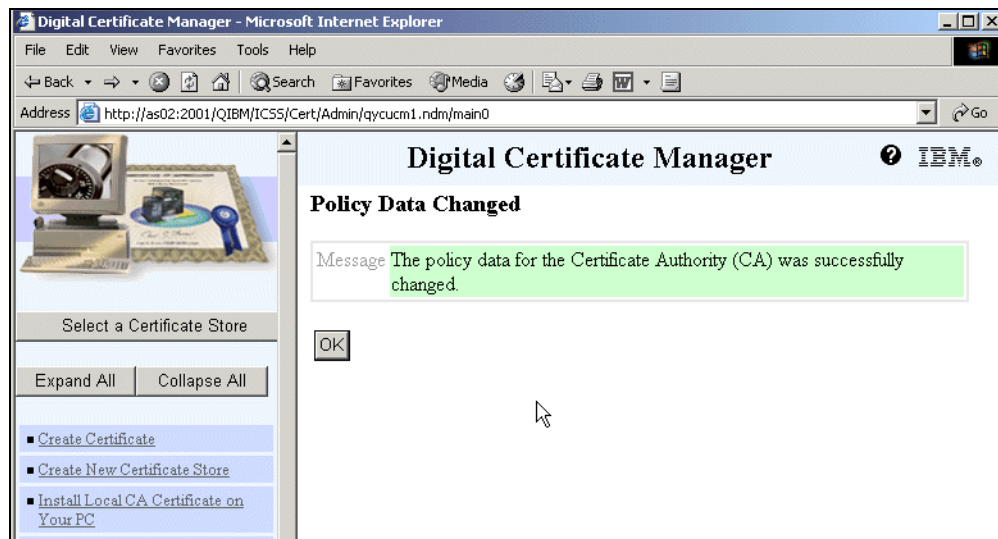 Digital Certificate Manager - Microsoft Internet Explorer
File Edit View Favorites Tools Help
Back Search Favorites Media
Address http://as02:2001/QIBM/ICSS/Cert/Admin/qycucm1.ndm/main0 Go
Digital Certificate Manager IBM®
Policy Data Changed
Message The policy data for the Certificate Authority (CA) was successfully
changed.
OK
Select a Certificate Store
Expand All Collapse All
Create Certificate
Create New Certificate Store
Install Local CA Certificate on
Your PC